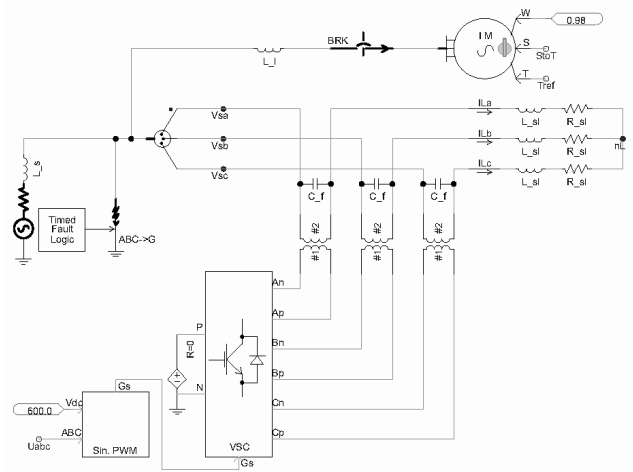 W
0.98
I M
BRK
S
StoT
L_l
T
Tref
Vsa
ILa
L_sl
R_sl
Vsb
ILb
nL
L_sl
R_sl
Vsc
ILc
L_s
L_sl
R_sl
C_f
C_f
C_f
Timed
Fault
Logic
#2
#2
#2
ABC->G
#1
#1
#1
An
Ap
P
R=0
Bn
N
Bp
Gs
600.0
Vdc
Cn
ABC
Uabc
Cp
Sin. PWM
VSC
Gs